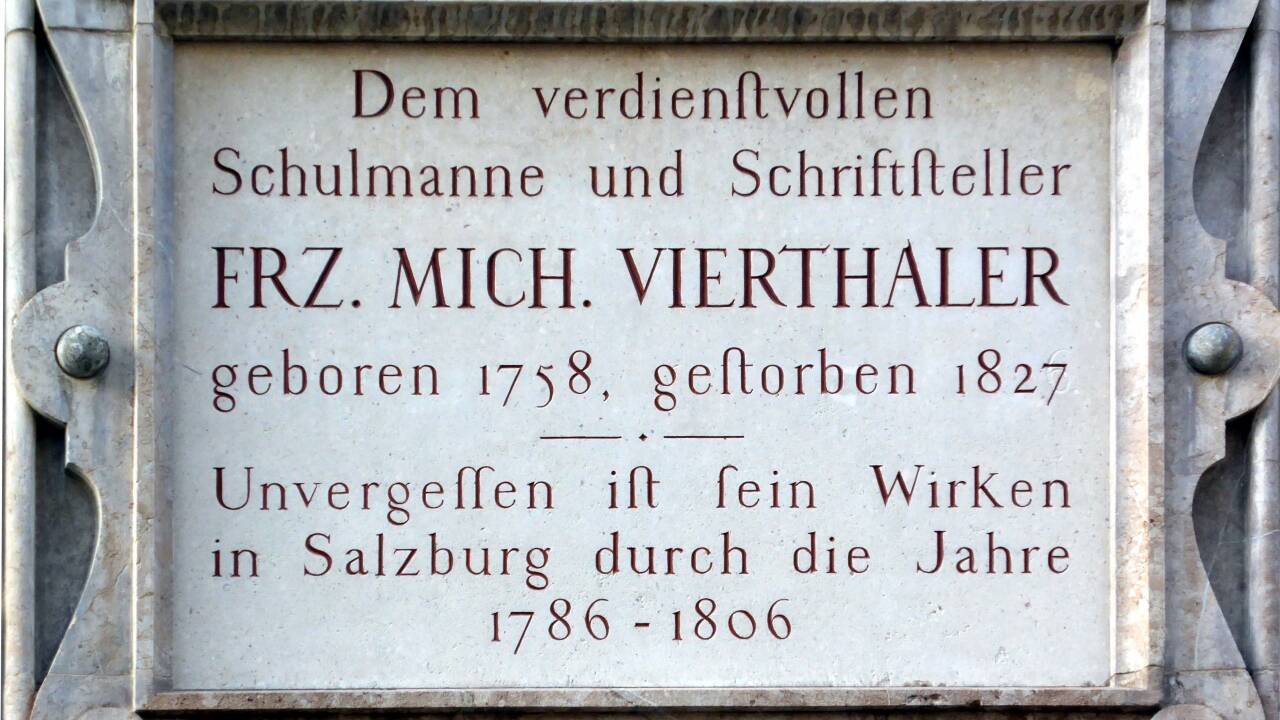 Dem verdienſtvollen
Schulmanne und Schriftſteller
FRZ. MICH. VIERTHALER
geboren 1758, geſtorben 1827
— · —
Unvergeſſen iſt ſein Wirken
in Salzburg durch die Jahre
1786 - 1806